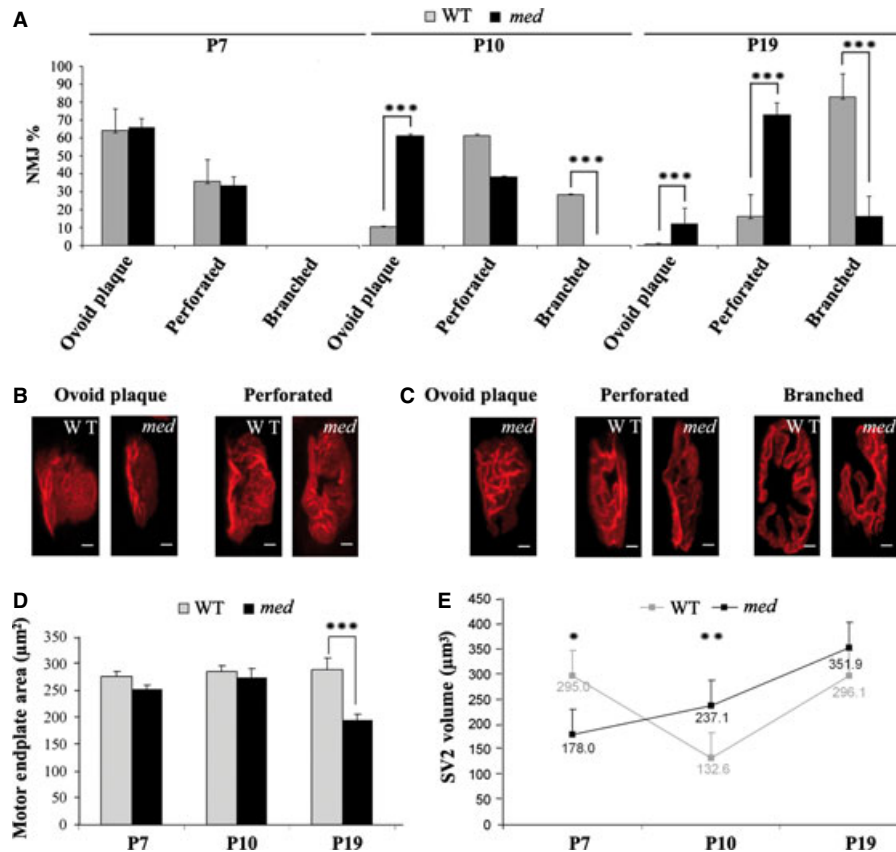 A
WT med
P7 P10 P19
NMJ %
100
90
80
70
60
50
40
30
20
10
0
*** *** *** *** ***
Ovoid plaque Perforated Branched Ovoid plaque Perforated Branched Ovoid plaque Perforated Branched
B Ovoid plaque Perforated
WT med WT med
C Ovoid plaque Perforated Branched
med WT med WT med
D
WT med
Motor endplate area (μm²)
350
300
250
200
150
100
50
0
***
P7 P10 P19
E
WT med
SV2 volume (μm³)
450
400
350
300
250
200
150
100
50
0
* **
295.0 178.0
237.1 132.6
351.9 296.1
P7 P10 P19